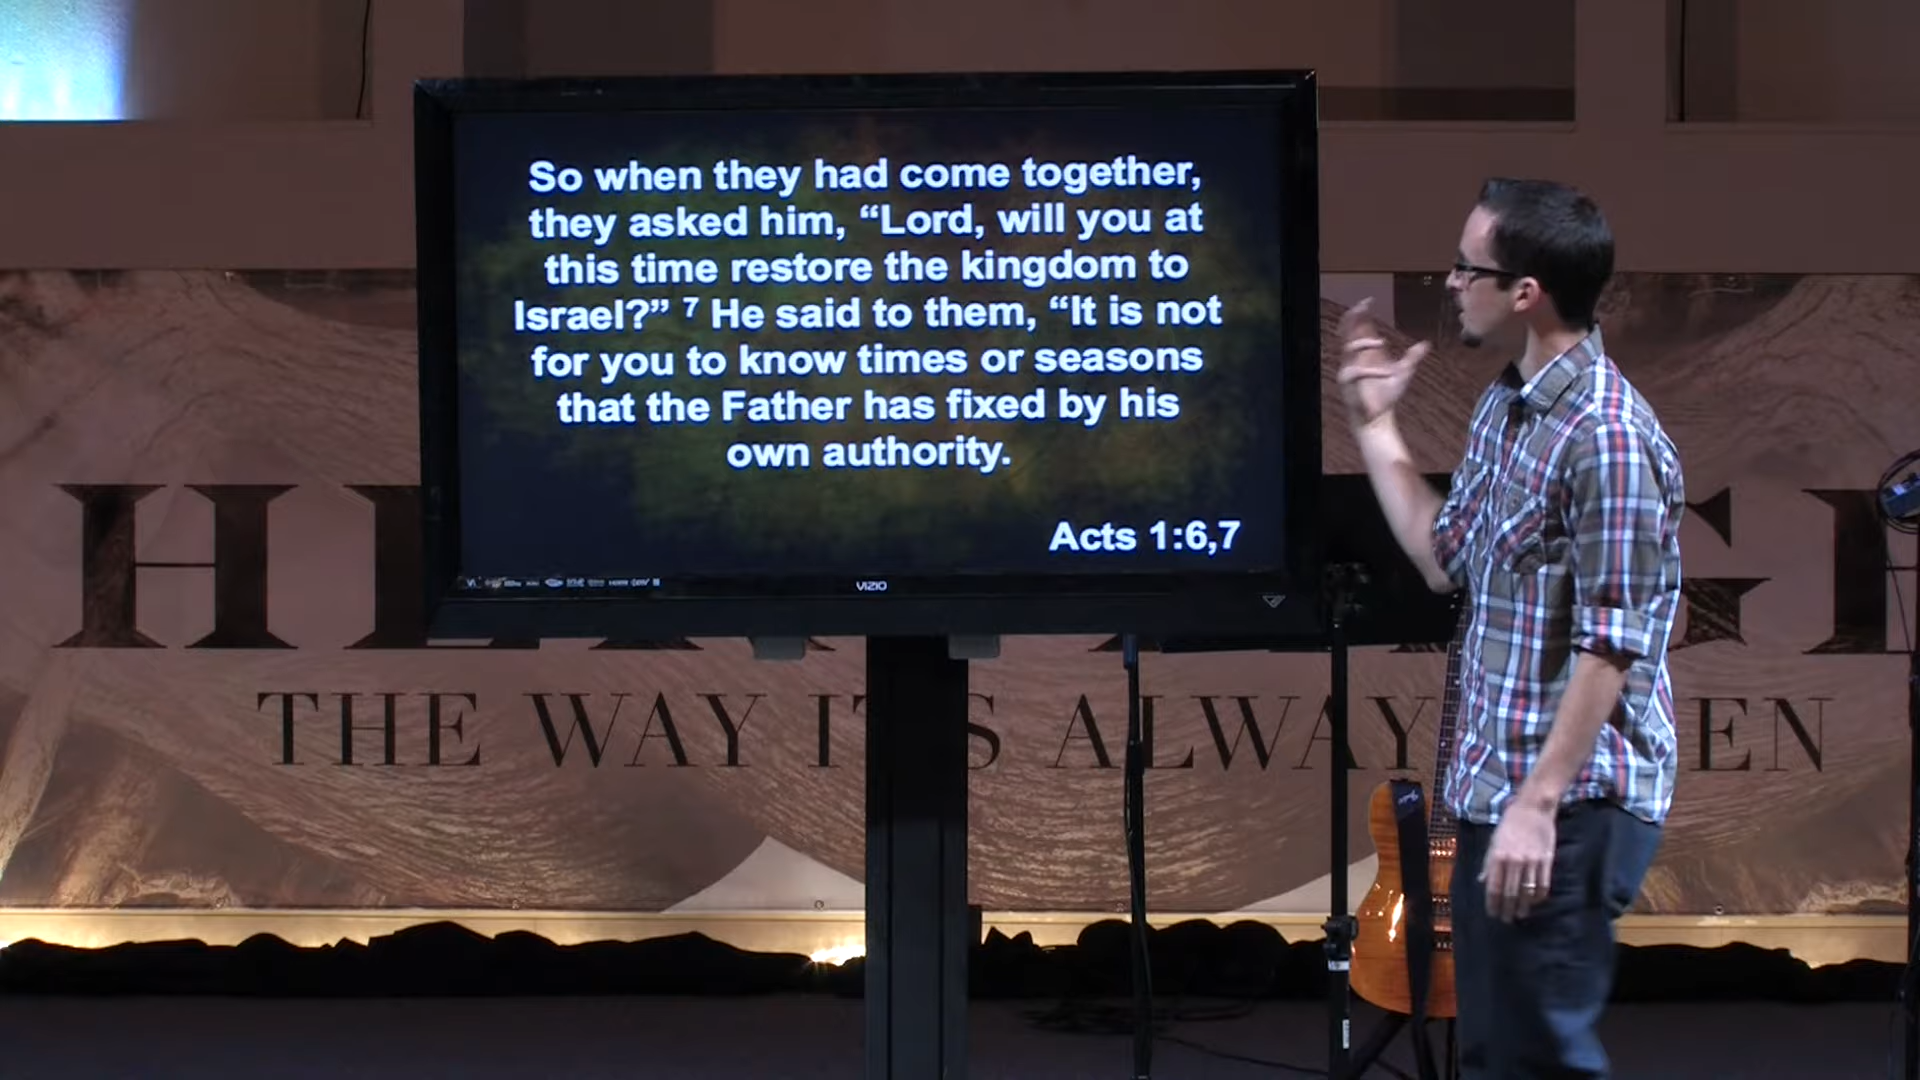 So when they had come together,
they asked him, “Lord, will you at
this time restore the kingdom to
Israel?” 7 He said to them, “It is not
for you to know times or seasons
that the Father has fixed by his
own authority.
Acts 1:6,7
VIZIO
THE WAY IT'S ALWAYS EN